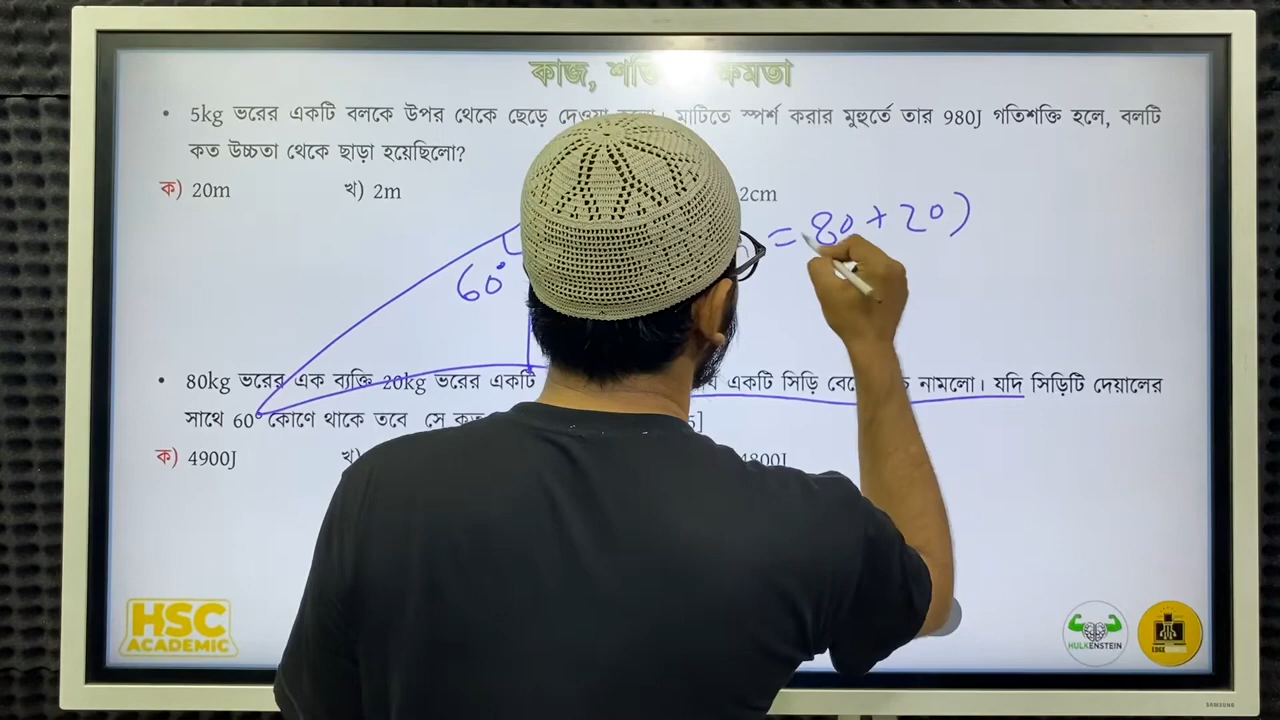 কাজ, শক্তি ক্ষমতা
• 5kg ভরের একটি বলকে উপর থেকে ছেড়ে দেওয়া মাটিতে স্পর্শ করার মুহুর্তে তার 980J গতিশক্তি হলে, বলটি
কত উচ্চতা থেকে ছাড়া হয়েছিলো?
ক) 20m খ) 2m 2cm
= 80 + 20)
60°
• 80kg ভরের এক ব্যক্তি 20kg ভরের একটি একটি সিঁড়ি বেয়ে নামলো। যদি সিঁড়িটি দেয়ালের
সাথে 60° কোণে থাকে তবে সে
ক) 4900J খ) 4800J
HSC
ACADEMIC
HULKENSTEIN
SAMSUNG